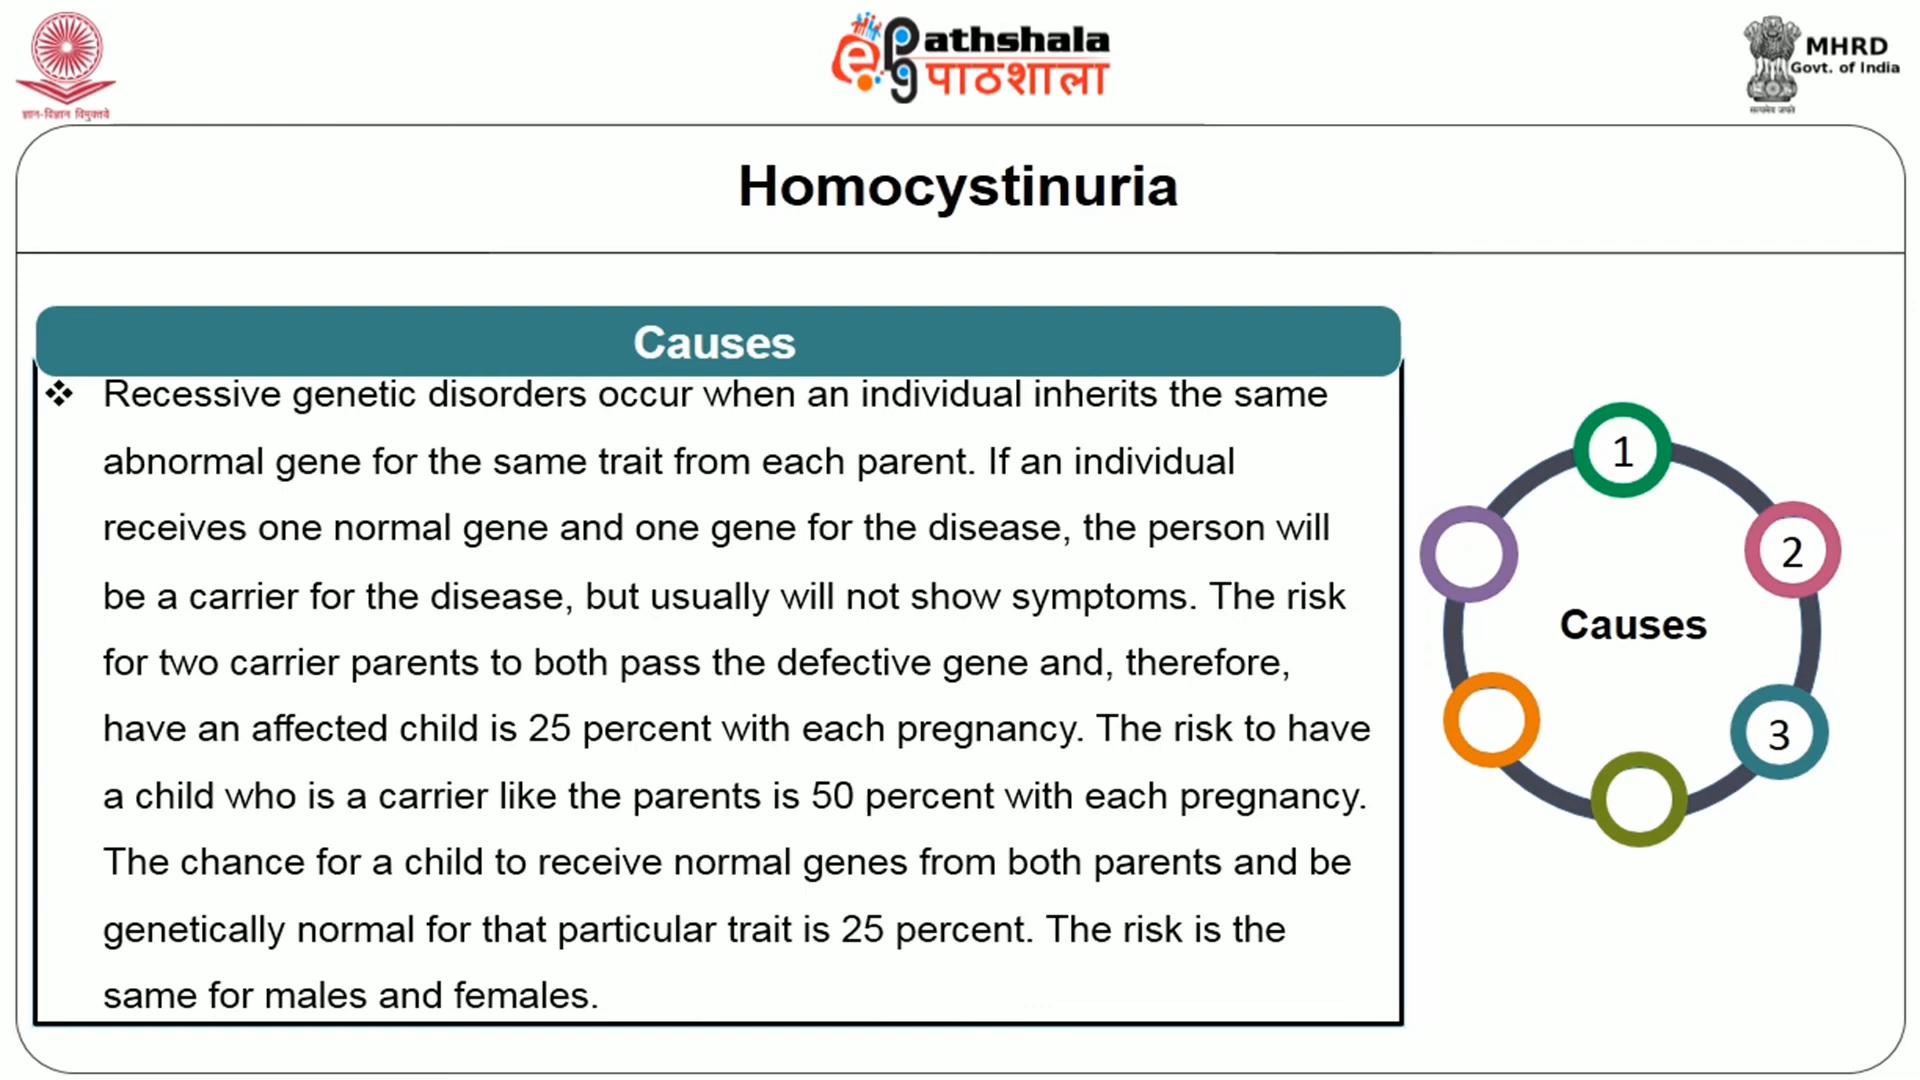 ज्ञान-विज्ञान विमुक्तये
e
pg
athshala
पाठशाला
MHRD
Govt. of India
सत्यमेव जयते
Homocystinuria
Causes
❖ Recessive genetic disorders occur when an individual inherits the same
abnormal gene for the same trait from each parent. If an individual
receives one normal gene and one gene for the disease, the person will
be a carrier for the disease, but usually will not show symptoms. The risk
for two carrier parents to both pass the defective gene and, therefore,
have an affected child is 25 percent with each pregnancy. The risk to have
a child who is a carrier like the parents is 50 percent with each pregnancy.
The chance for a child to receive normal genes from both parents and be
genetically normal for that particular trait is 25 percent. The risk is the
same for males and females.
1
2
Causes
3